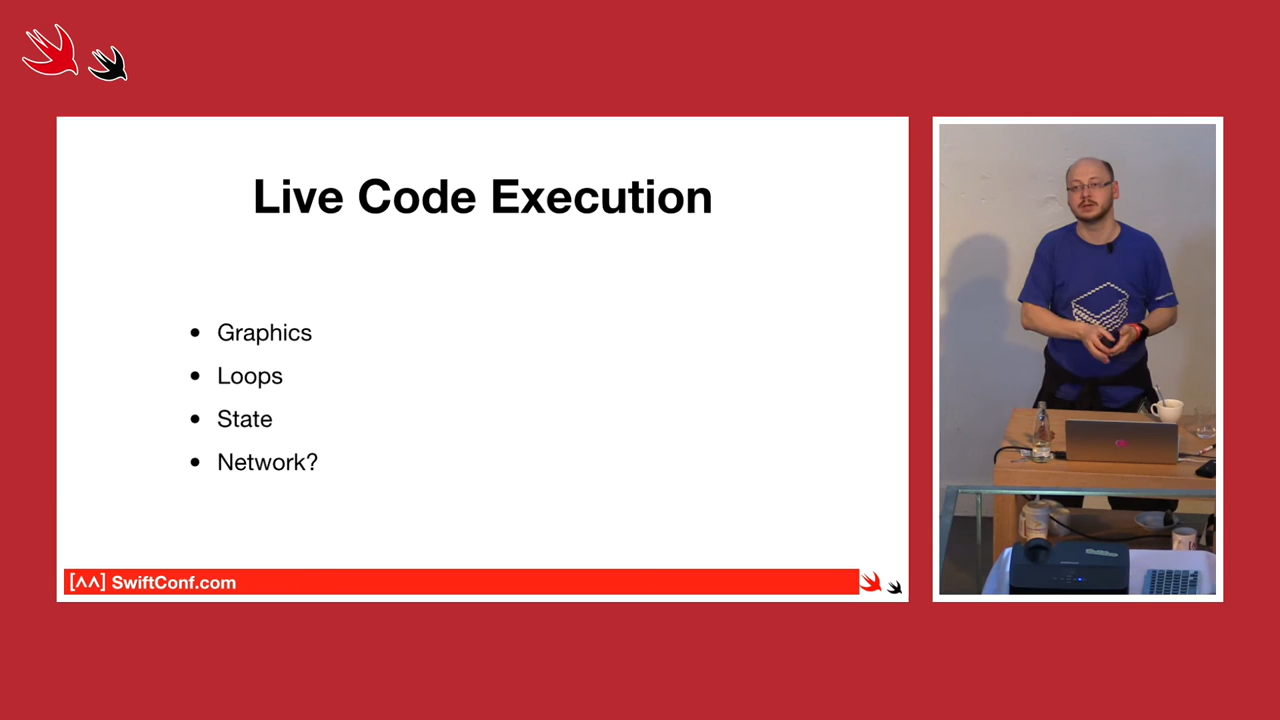 Live Code Execution
• Graphics
• Loops
• State
• Network?
[^^] SwiftConf.com